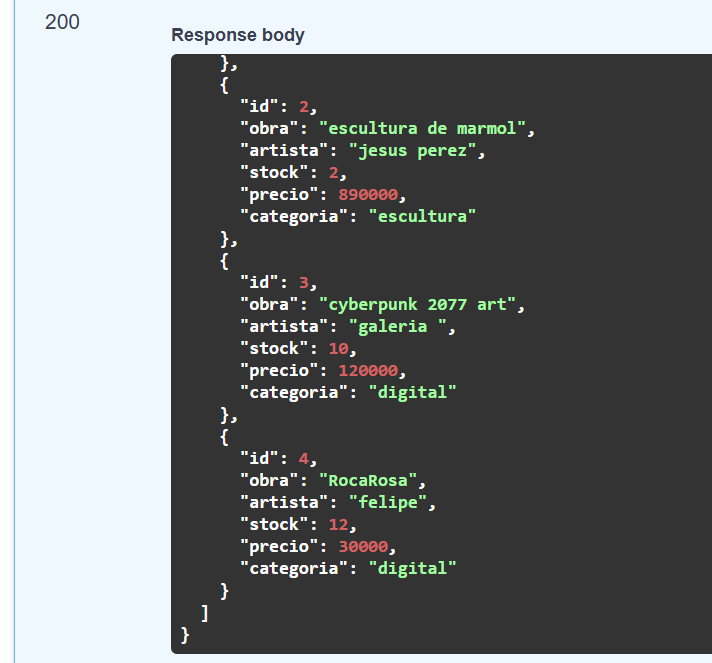 200
Response body
    },
    {
      "id": 2,
      "obra": "escultura de marmol",
      "artista": "jesus perez",
      "stock": 2,
      "precio": 890000,
      "categoria": "escultura"
    },
    {
      "id": 3,
      "obra": "cyberpunk 2077 art",
      "artista": "galeria ",
      "stock": 10,
      "precio": 120000,
      "categoria": "digital"
    },
    {
      "id": 4,
      "obra": "RocaRosa",
      "artista": "felipe",
      "stock": 12,
      "precio": 30000,
      "categoria": "digital"
    }
  ]
}